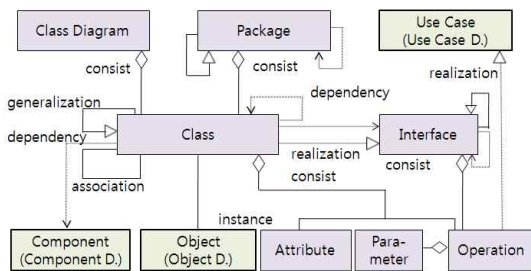 Class Diagram
Package
Use Case
(Use Case D.)
consist
consist
realization
generalization
dependency
dependency
Class
Interface
realization
consist
association
consist
instance
Component
(Component D.)
Object
(Object D.)
Attribute
Para-
meter
Operation